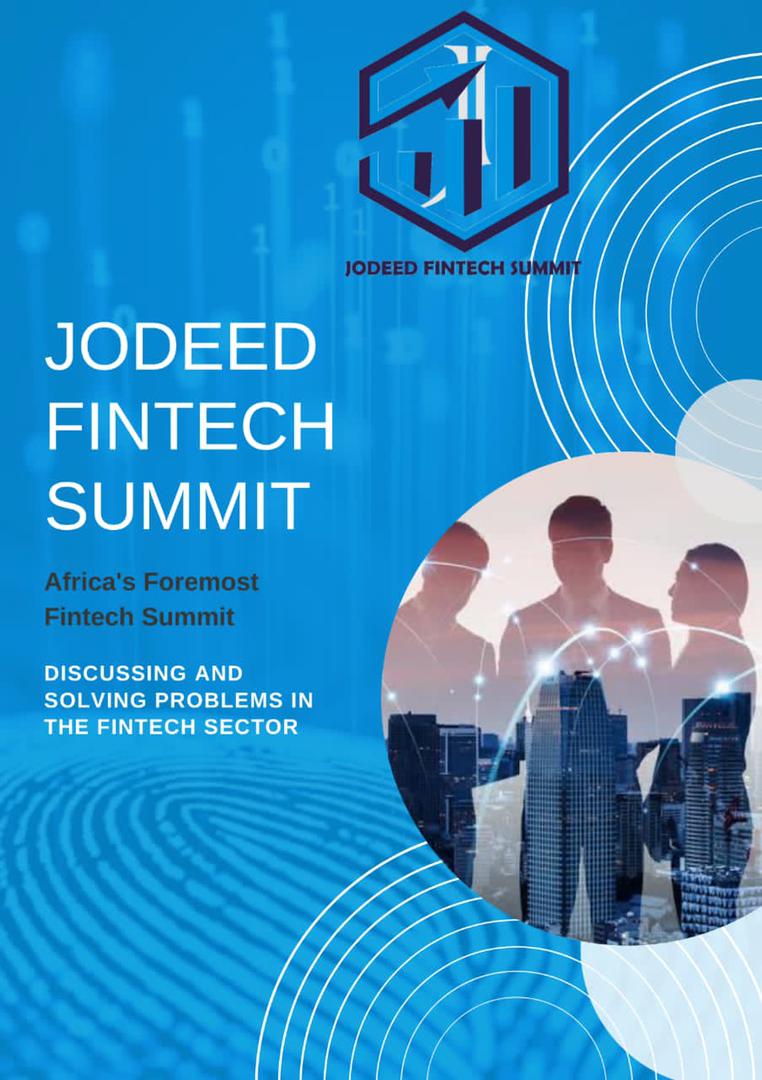 JODEED FINTECH SUMMIT
JODEED
FINTECH
SUMMIT
Africa's Foremost
Fintech Summit
DISCUSSING AND
SOLVING PROBLEMS IN
THE FINTECH SECTOR